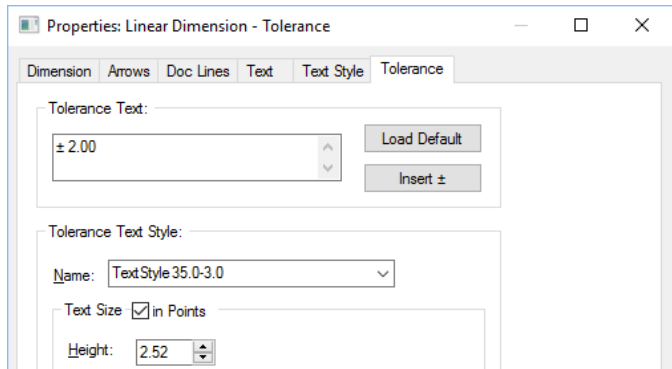 Properties: Linear Dimension - Tolerance
Dimension Arrows Doc Lines Text Text Style Tolerance
Tolerance Text:
± 2.00
Load Default
Insert ±
Tolerance Text Style:
Name: TextStyle 35.0-3.0
Text Size in Points
Height: 2.52